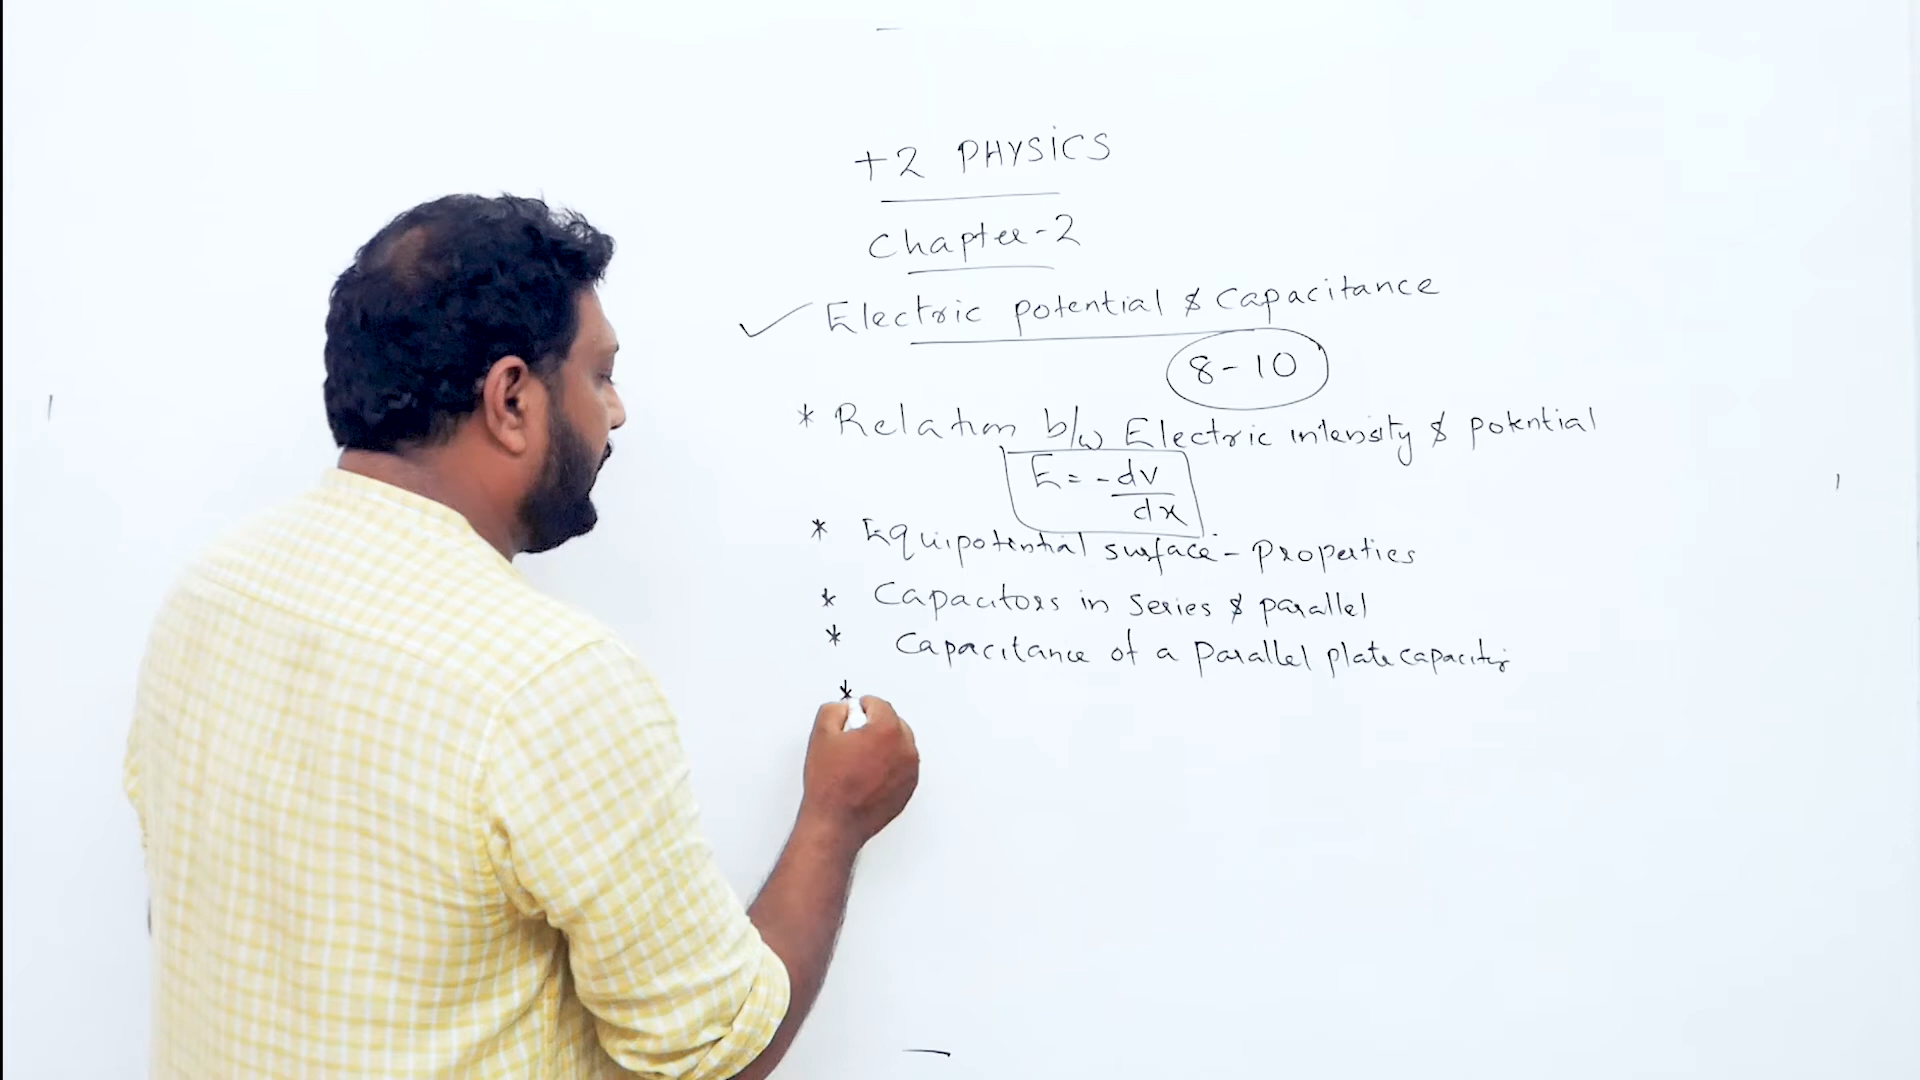 +2 PHYSICS
Chapter-2
✓ Electric potential & Capacitance
8-10
* Relation b/w Electric intensity & potential
E = -dv/dx
* Equipotential surface - Properties
* Capacitors in series & parallel
* Capacitance of a Parallel plate capacitor
*